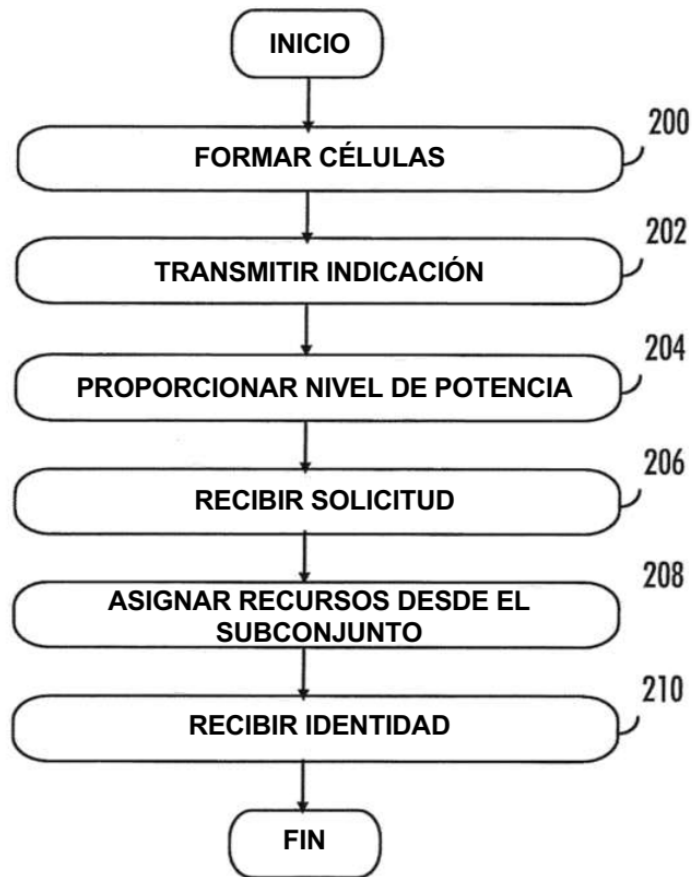 INICIO
200
FORMAR CÉLULAS
202
TRANSMITIR INDICACIÓN
204
PROPORCIONAR NIVEL DE POTENCIA
206
RECIBIR SOLICITUD
208
ASIGNAR RECURSOS DESDE EL
SUBCONJUNTO
210
RECIBIR IDENTIDAD
FIN